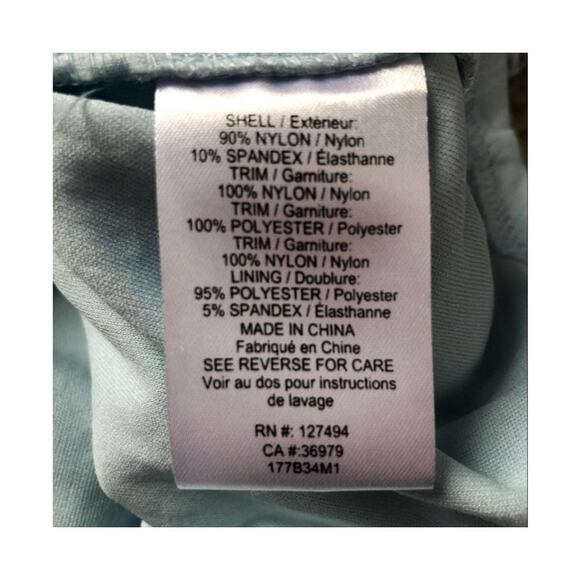 SHELL / Extérieur:
90% NYLON / Nylon
10% SPANDEX / Élasthanne
TRIM / Garniture:
100% NYLON / Nylon
TRIM / Garniture:
100% POLYESTER / Polyester
TRIM / Garniture:
100% NYLON / Nylon
LINING / Doublure:
95% POLYESTER / Polyester
5% SPANDEX / Élasthanne
MADE IN CHINA
Fabriqué en Chine
SEE REVERSE FOR CARE
Voir au dos pour instructions
de lavage
RN #: 127494
CA #:36979
177B34M1